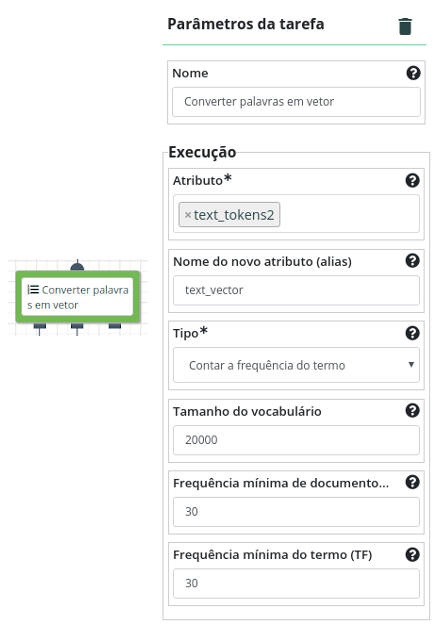 Parâmetros da tarefa
Nome
Converter palavras em vetor
Execução
Atributo*
×text_tokens2
Nome do novo atributo (alias)
text_vector
Tipo*
Contar a frequência do termo
Tamanho do vocabulário
20000
Frequência mínima de documento...
30
Frequência mínima do termo (TF)
30
Converter palavra
s em vetor